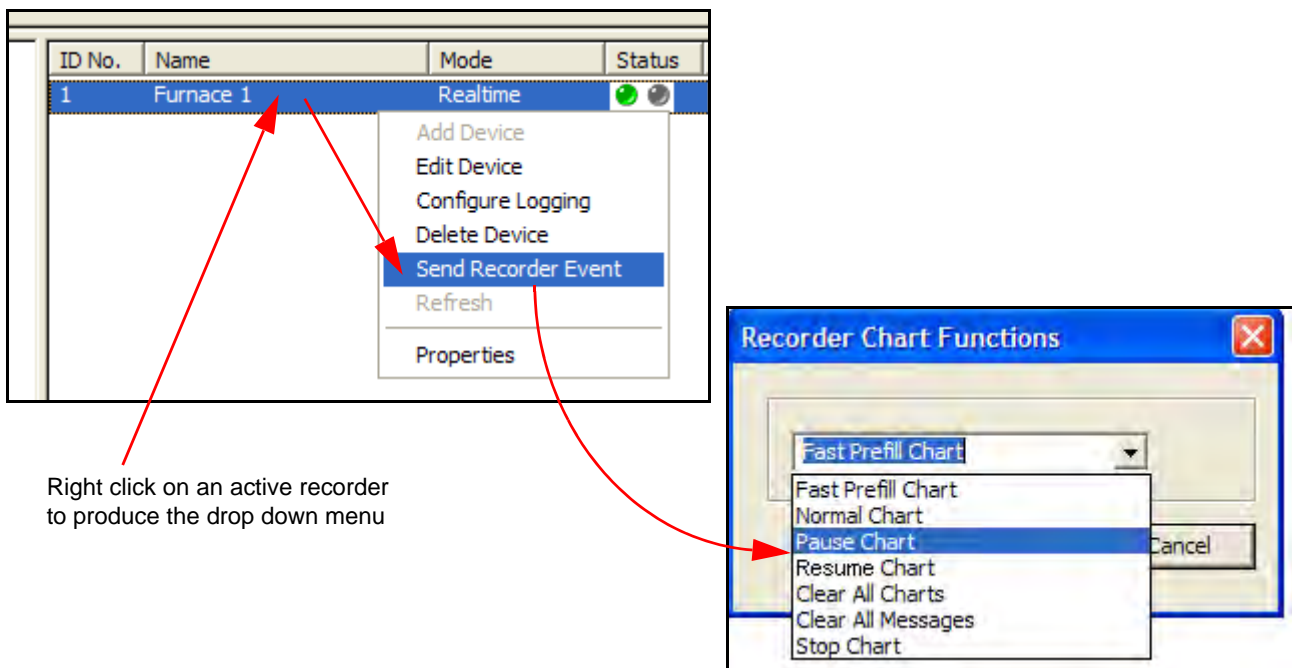 ID No. Name Mode Status
1 Furnace 1 Realtime
Add Device
Edit Device
Configure Logging
Delete Device
Send Recorder Event
Refresh
Properties
Right click on an active recorder
to produce the drop down menu
Recorder Chart Functions
Fast Prefill Chart
Fast Prefill Chart
Normal Chart
Pause Chart
Cancel
Resume Chart
Clear All Charts
Clear All Messages
Stop Chart